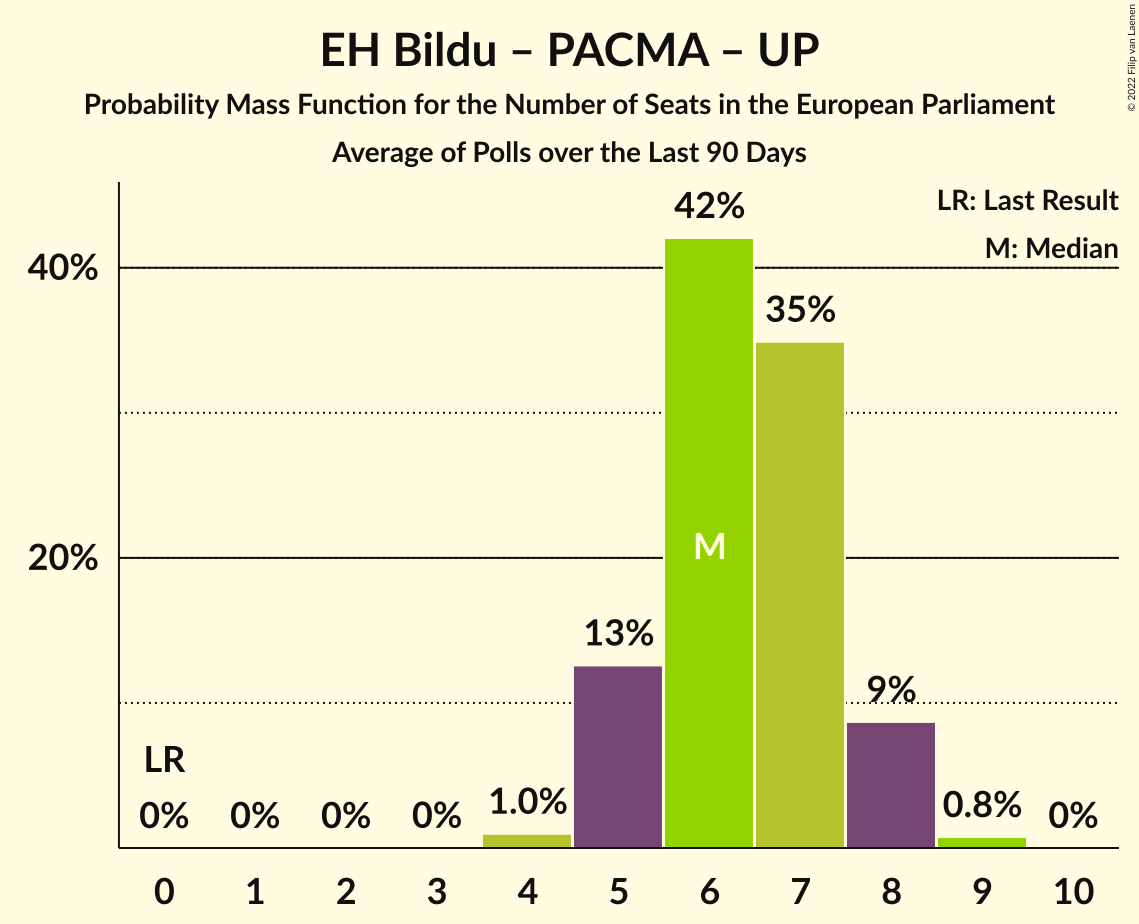 EH Bildu – PACMA – UP
Probability Mass Function for the Number of Seats in the European Parliament
Average of Polls over the Last 90 Days
© 2022 Filip van Laenen
LR: Last Result
M: Median
42%
40%
35%
M
20%
13%
9%
LR
0% 0% 0% 0% 1.0% 0.8% 0%
0 1 2 3 4 5 6 7 8 9 10